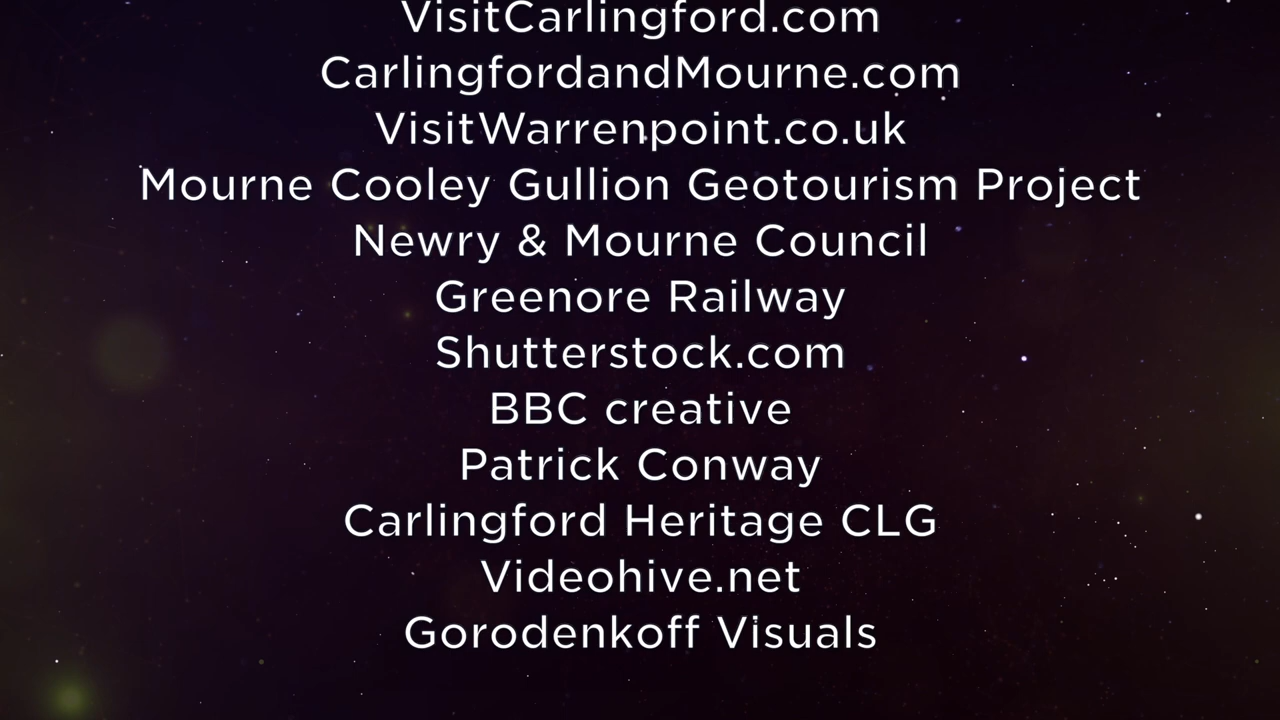 VisitCarlingford.com
CarlingfordandMourne.com
VisitWarrenpoint.co.uk
Mourne Cooley Gullion Geotourism Project
Newry & Mourne Council
Greenore Railway
Shutterstock.com
BBC creative
Patrick Conway
Carlingford Heritage CLG
Videohive.net
Gorodenkoff Visuals